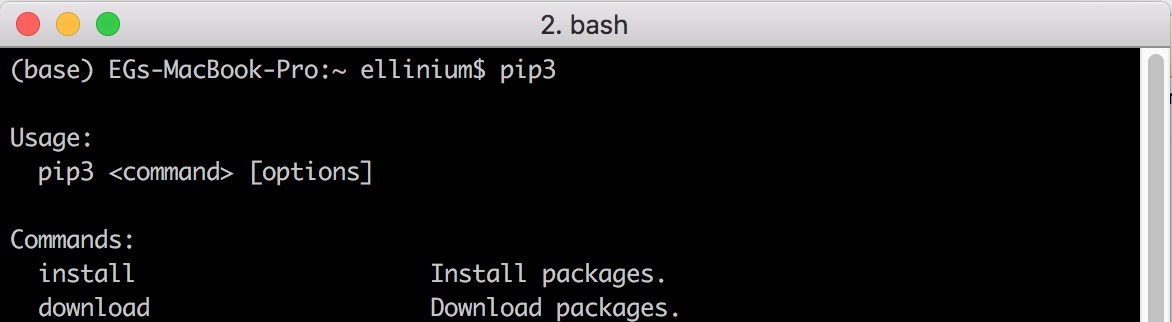 2. bash
(base) EGs-MacBook-Pro:~ ellinium$ pip3
Usage:
  pip3 <command> [options]
Commands:
  install                     Install packages.
  download                    Download packages.